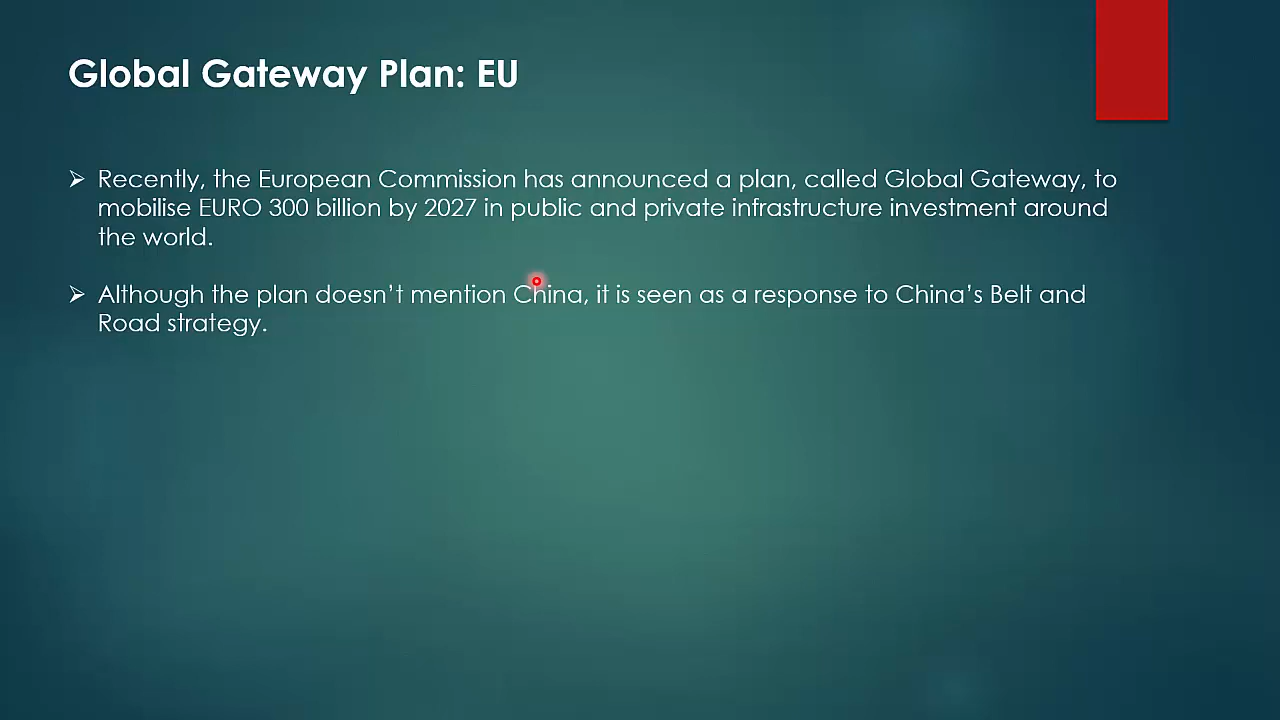 Global Gateway Plan: EU
➢ Recently, the European Commission has announced a plan, called Global Gateway, to
mobilise EURO 300 billion by 2027 in public and private infrastructure investment around
the world.
➢ Although the plan doesn’t mention China, it is seen as a response to China’s Belt and
Road strategy.